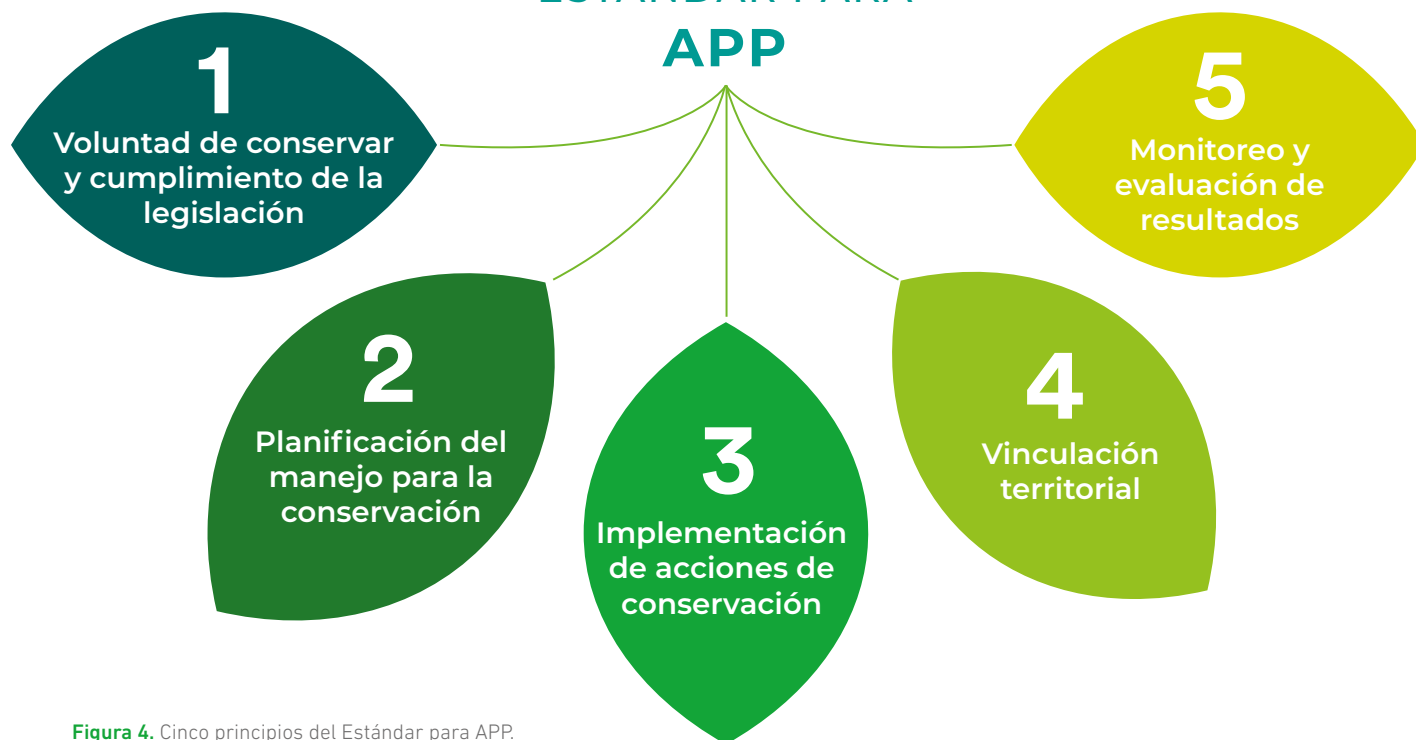 ESTÁNDAR PARA
APP
1
Voluntad de conservar
y cumplimiento de la
legislación
2
Planificación del
manejo para la
conservación
3
Implementación
de acciones de
conservación
4
Vinculación
territorial
5
Monitoreo y
evaluación de
resultados
Figura 4. Cinco principios del Estándar para APP.